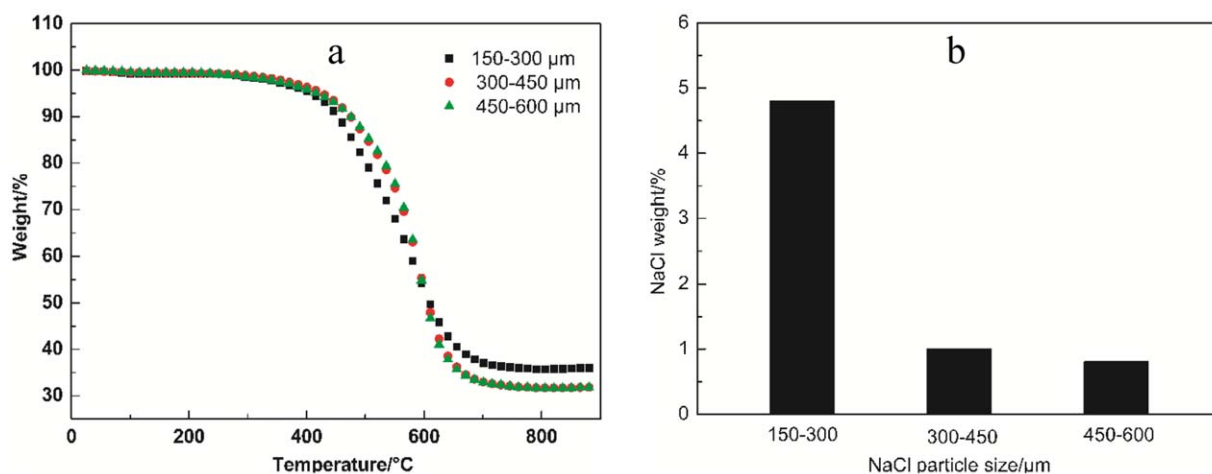 a
150-300 µm
300-450 µm
450-600 µm
Weight/%
110
100
90
80
70
60
50
40
30
0 200 400 600 800
Temperature/°C
b
NaCl weight/%
6
5
4
3
2
1
0
150-300 300-450 450-600
NaCl particle size/µm